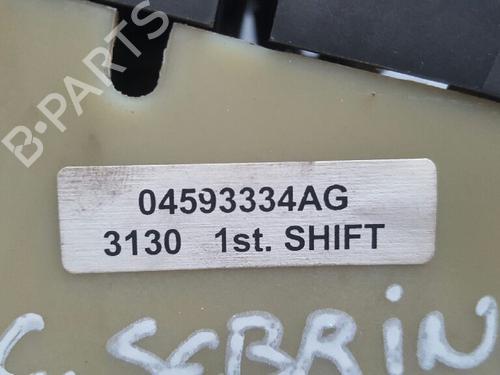 B-PARTS
04593334AG
3130 1st. SHIFT
C. SEBRIN